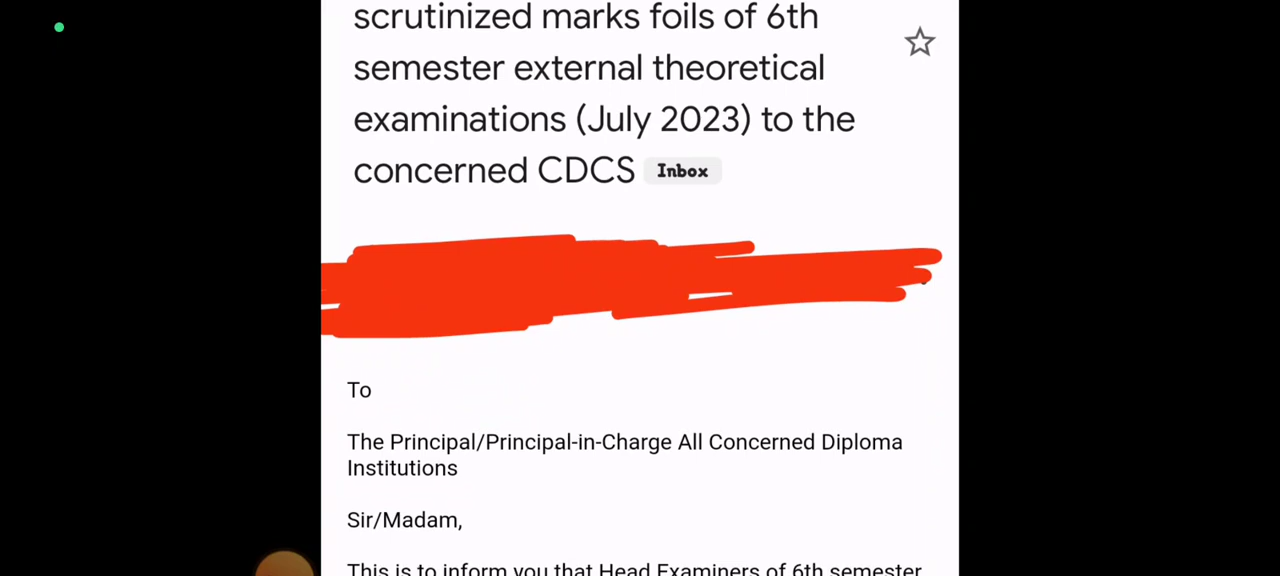 scrutinized marks foils of 6th
semester external theoretical
examinations (July 2023) to the
concerned CDCS Inbox
To
The Principal/Principal-in-Charge All Concerned Diploma
Institutions
Sir/Madam,
This is to inform you that Head Examiners of 6th semester